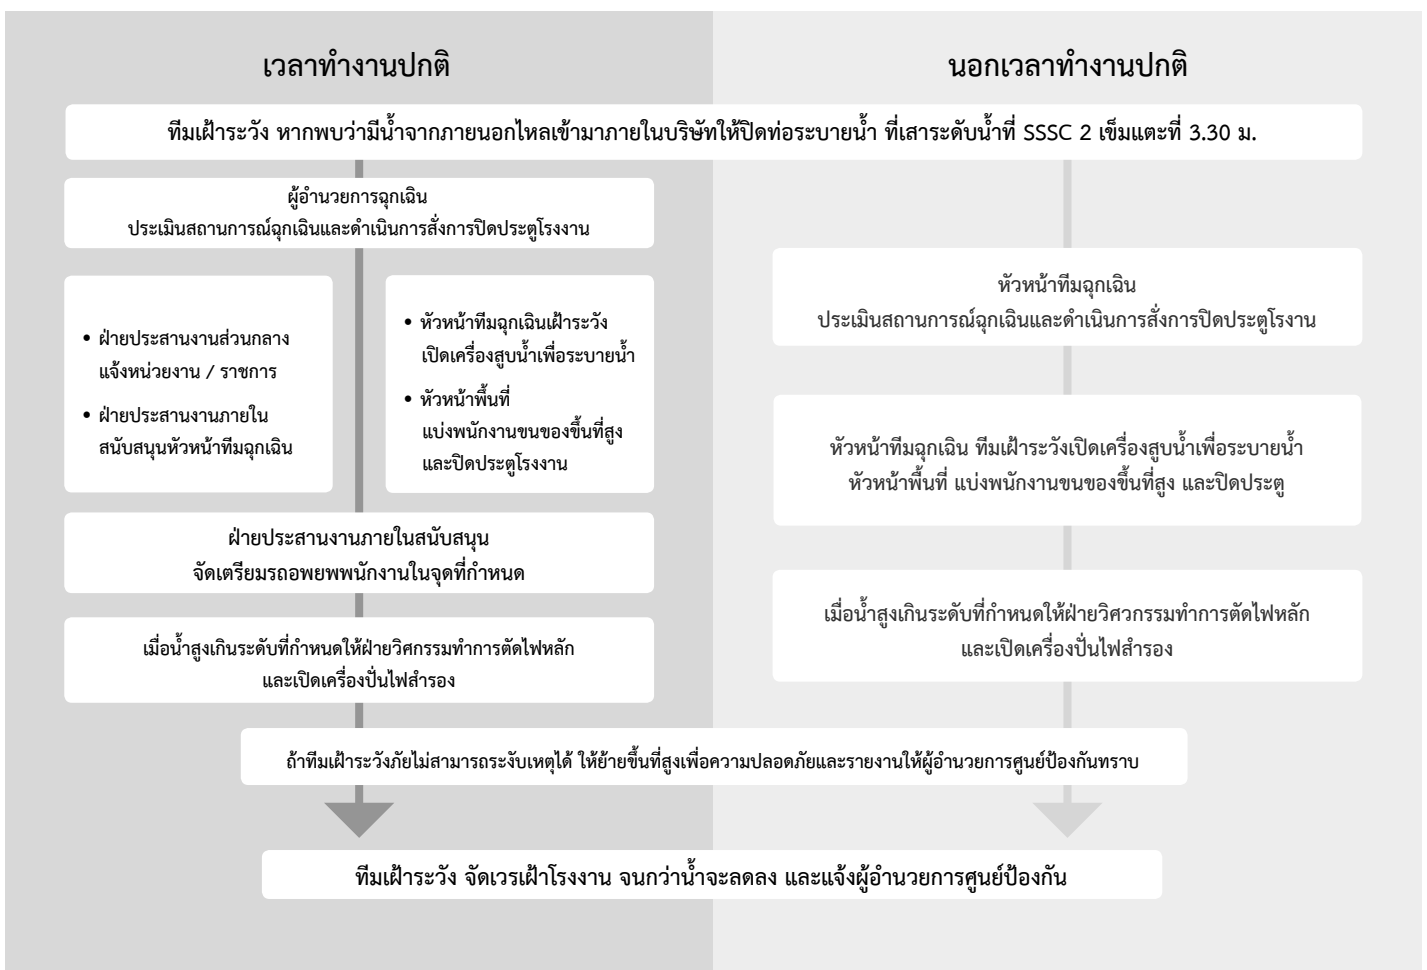 เวลาทำงานปกติ
นอกเวลาทำงานปกติ
ทีมเฝ้าระวัง หากพบว่ามีน้ำจากภายนอกไหลเข้ามาภายในบริษัทให้ปิดท่อระบายน้ำ ที่เสาระดับน้ำที่ SSSC 2 เข็มแตะที่ 3.30 ม.
ผู้อำนวยการฉุกเฉิน
ประเมินสถานการณ์ฉุกเฉินและดำเนินการสั่งการปิดประตูโรงงาน
• ฝ่ายประสานงานส่วนกลาง
แจ้งหน่วยงาน / ราชการ
• ฝ่ายประสานงานภายใน
สนับสนุนหัวหน้าทีมฉุกเฉิน
• หัวหน้าทีมฉุกเฉินเฝ้าระวัง
เปิดเครื่องสูบน้ำเพื่อระบายน้ำ
• หัวหน้าพื้นที่
แบ่งพนักงานขนของขึ้นที่สูง
และปิดประตูโรงงาน
ฝ่ายประสานงานภายในสนับสนุน
จัดเตรียมรถอพยพพนักงานในจุดที่กำหนด
เมื่อน้ำสูงเกินระดับที่กำหนดให้ฝ่ายวิศกรรมทำการตัดไฟหลัก
และเปิดเครื่องปั่นไฟสำรอง
หัวหน้าทีมฉุกเฉิน
ประเมินสถานการณ์ฉุกเฉินและดำเนินการสั่งการปิดประตูโรงาน
หัวหน้าทีมฉุกเฉิน ทีมเฝ้าระวังเปิดเครื่องสูบน้ำเพื่อระบายน้ำ
หัวหน้าพื้นที่ แบ่งพนักงานขนของขึ้นที่สูง และปิดประตู
เมื่อน้ำสูงเกินระดับที่กำหนดให้ฝ่ายวิศวกรรมทำการตัดไฟหลัก
และเปิดเครื่องปั่นไฟสำรอง
ถ้าทีมเฝ้าระวังภัยไม่สามารถระงับเหตุได้ ให้ย้ายขึ้นที่สูงเพื่อความปลอดภัยและรายงานให้ผู้อำนวยการศูนย์ป้องกันทราบ
ทีมเฝ้าระวัง จัดเวรเฝ้าโรงงาน จนกว่าน้ำจะลดลง และแจ้งผู้อำนวยการศูนย์ป้องกัน